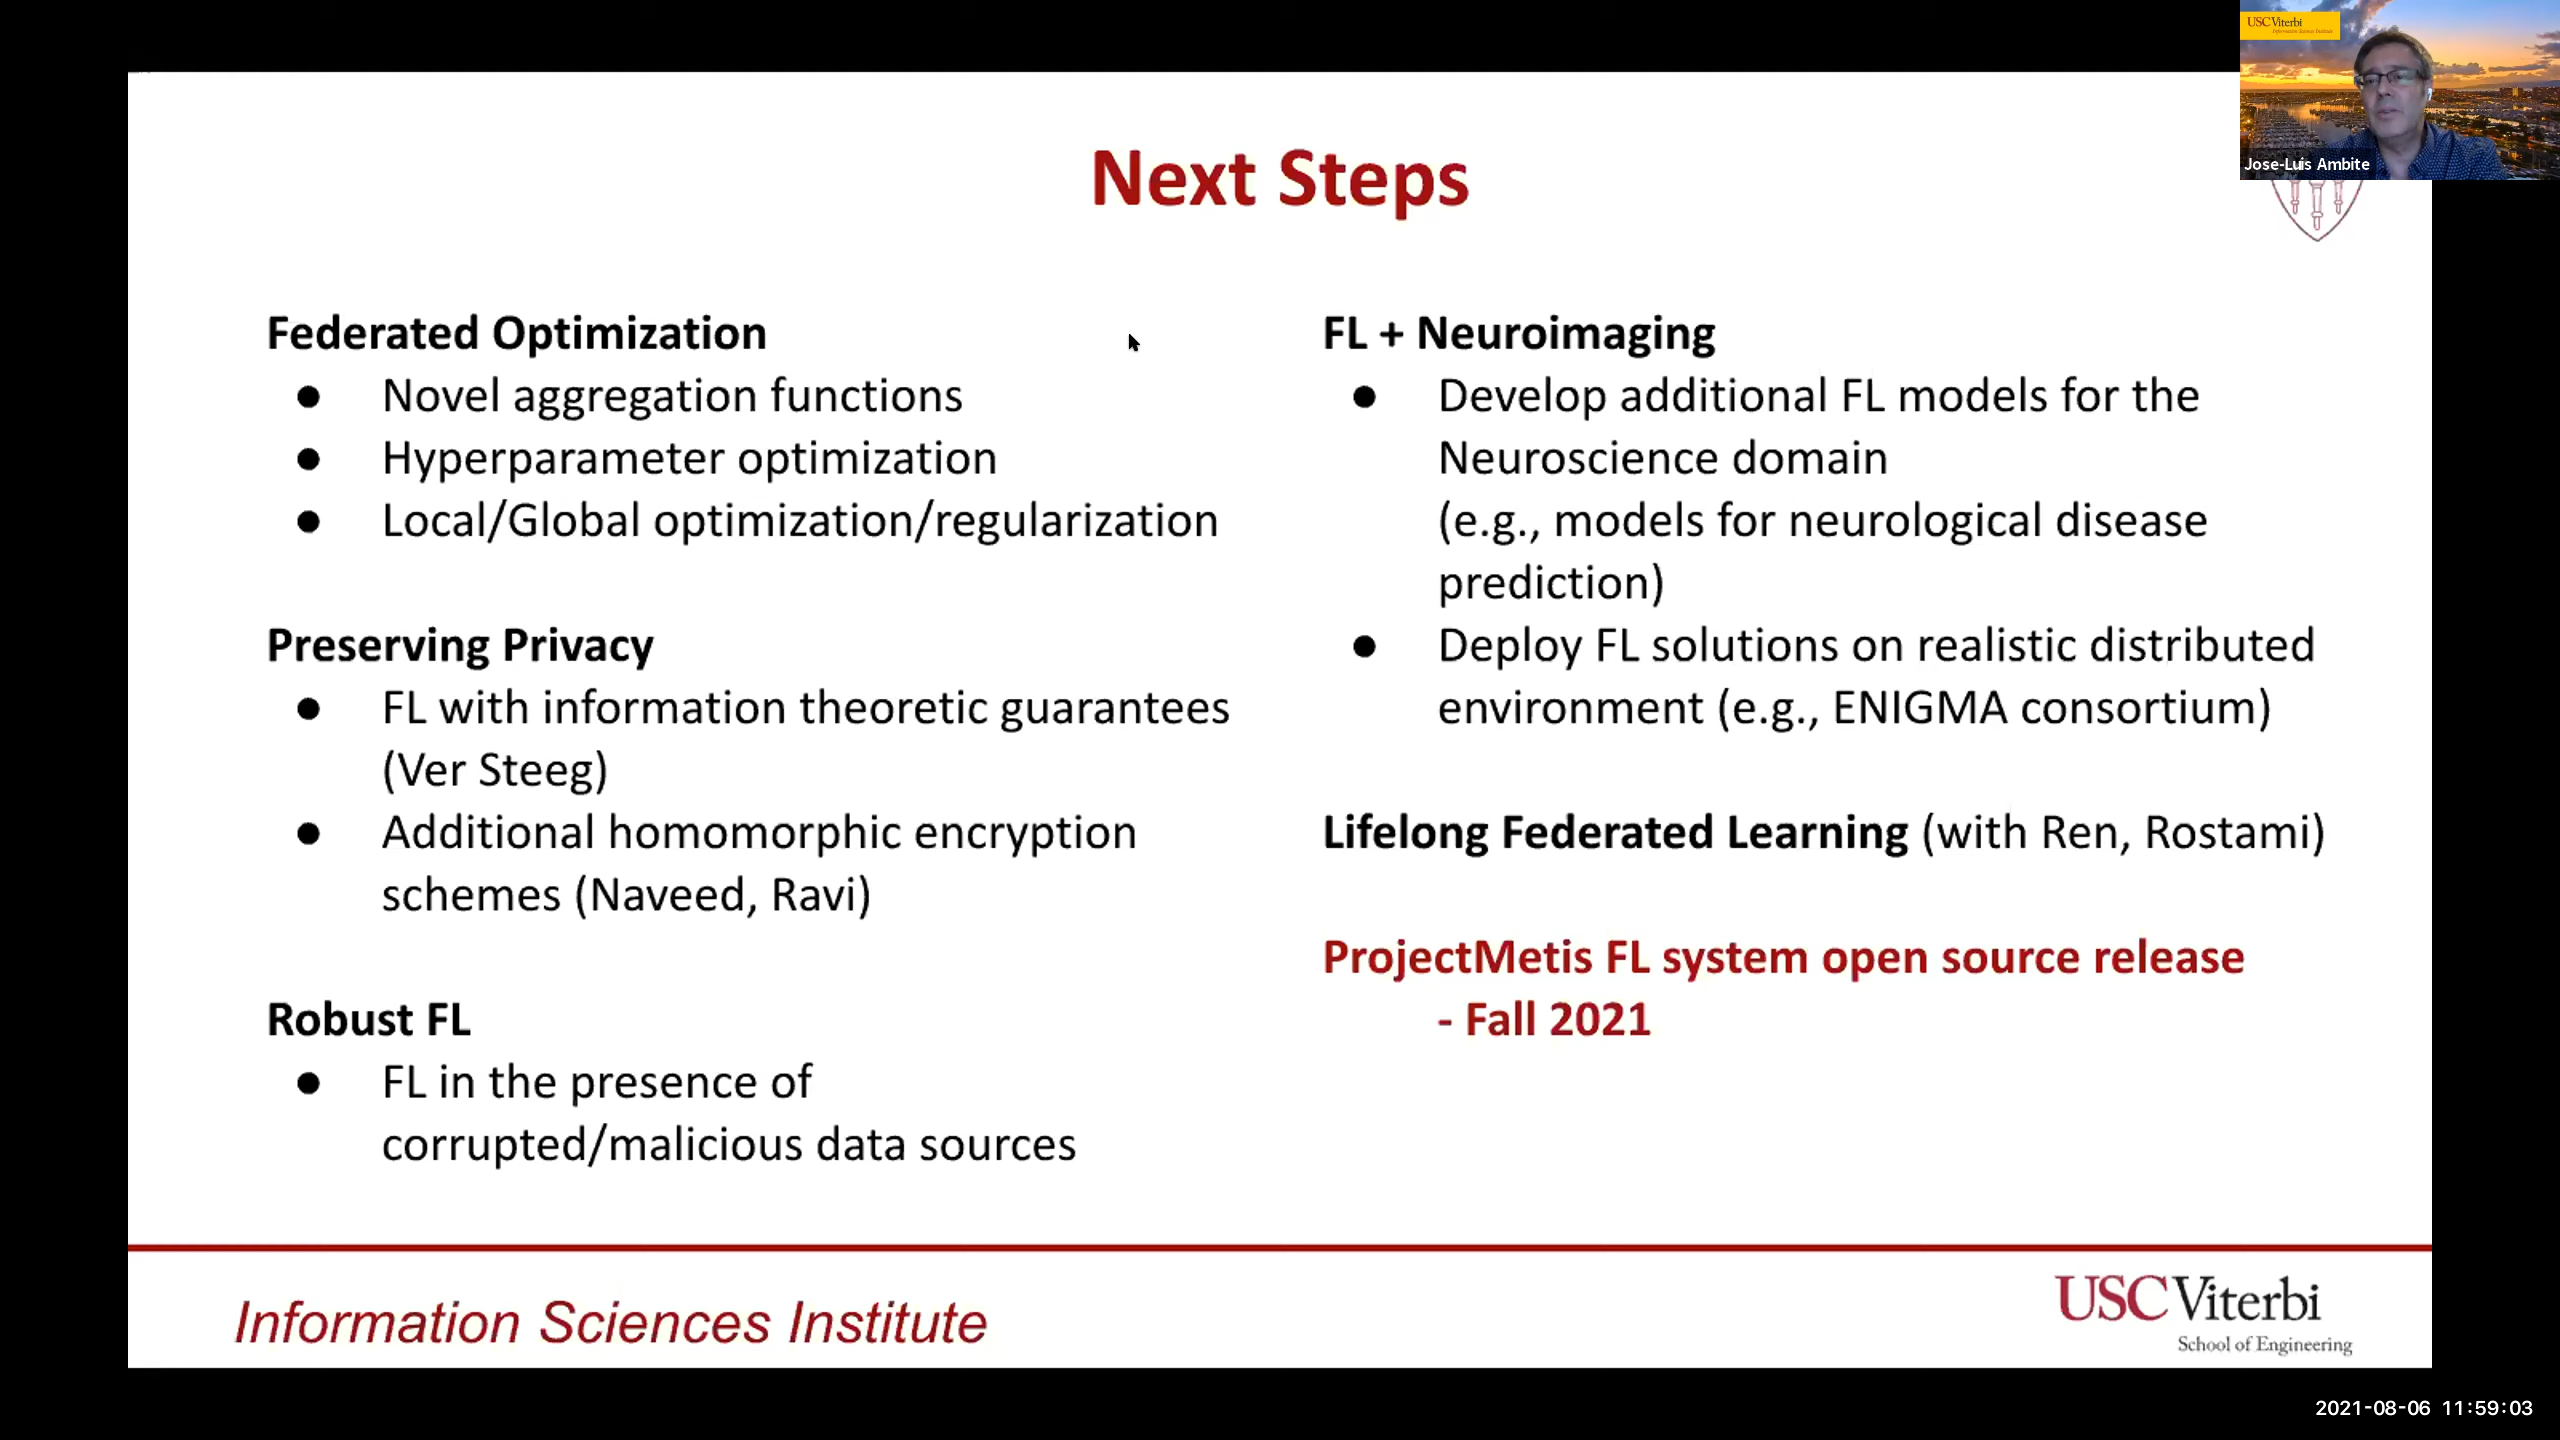 USC Viterbi
Information Sciences Institute
Jose-Luis Ambite
Next Steps
Federated Optimization
● Novel aggregation functions
● Hyperparameter optimization
● Local/Global optimization/regularization
Preserving Privacy
● FL with information theoretic guarantees
(Ver Steeg)
● Additional homomorphic encryption
schemes (Naveed, Ravi)
Robust FL
● FL in the presence of
corrupted/malicious data sources
FL + Neuroimaging
● Develop additional FL models for the
Neuroscience domain
(e.g., models for neurological disease
prediction)
● Deploy FL solutions on realistic distributed
environment (e.g., ENIGMA consortium)
Lifelong Federated Learning (with Ren, Rostami)
ProjectMetis FL system open source release
- Fall 2021
Information Sciences Institute
USC Viterbi
School of Engineering
2021-08-06 11:59:03